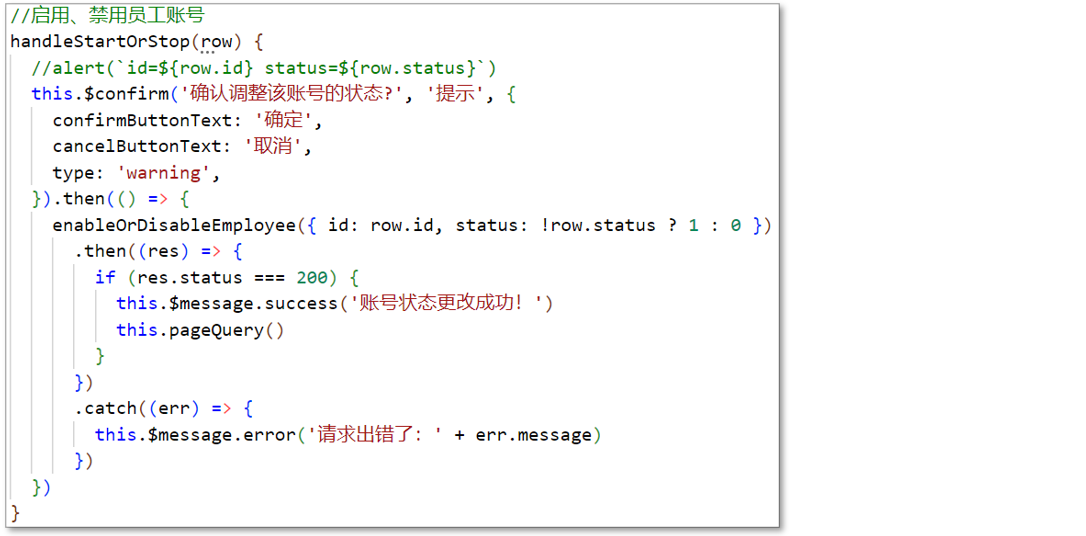 //启用、禁用员工账号
handleStartOrStop(row) {
//alert(`id=${row.id} status=${row.status}`)
this.$confirm('确认调整该账号的状态?', '提示', {
confirmButtonText: '确定',
cancelButtonText: '取消',
type: 'warning',
}).then(() => {
enableOrDisableEmployee({ id: row.id, status: !row.status ? 1 : 0 })
.then((res) => {
if (res.status === 200) {
this.$message.success('账号状态更改成功！')
this.pageQuery()
}
})
.catch((err) => {
this.$message.error('请求出错了：' + err.message)
})
})
}